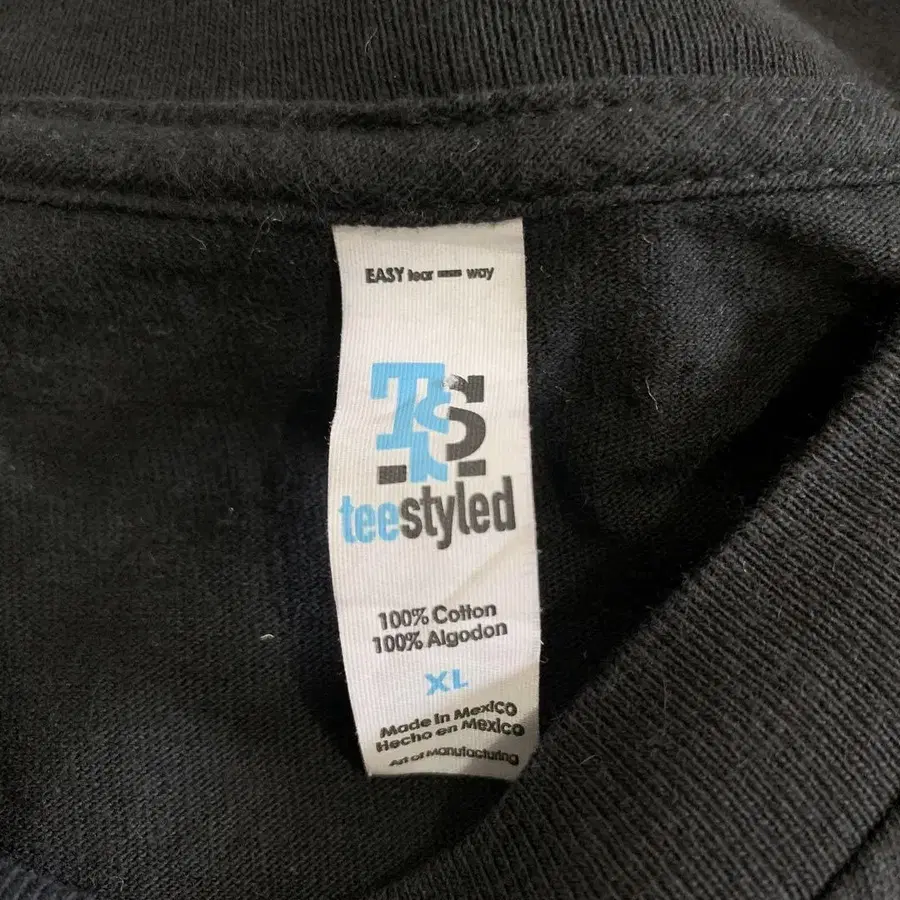 EASY tear — way
TS
teestyled
100% Cotton
100% Algodon
XL
Made In Mexico
Hecho en Mexico
Art of Manufacturing